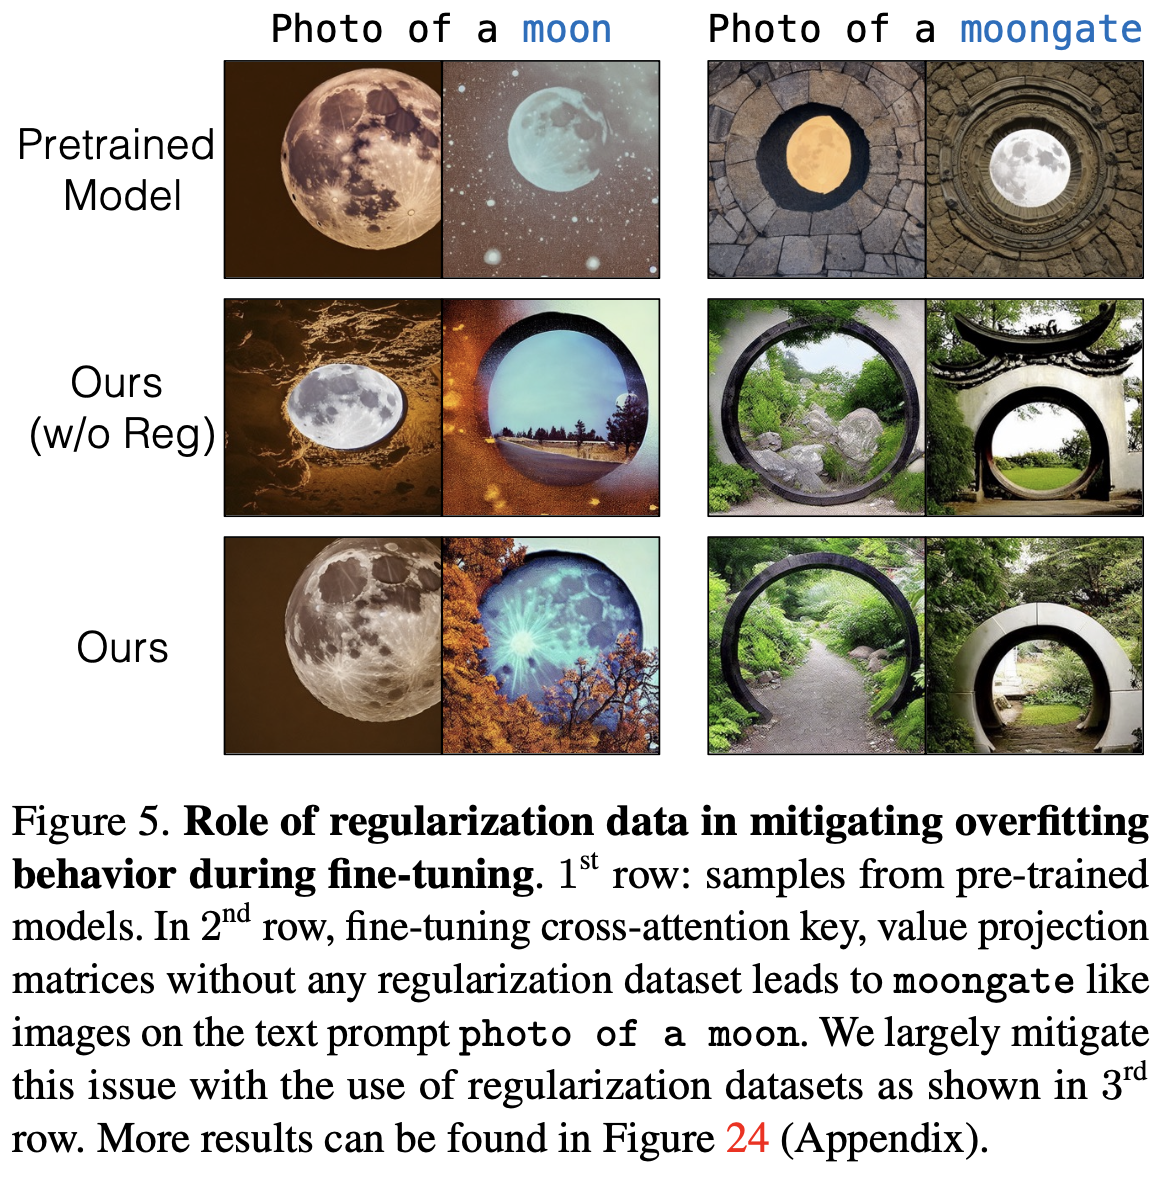 Photo of a moon
Photo of a moongate
Pretrained
Model
Ours
(w/o Reg)
Ours
Figure 5. Role of regularization data in mitigating overfitting
behavior during fine-tuning. 1st row: samples from pre-trained
models. In 2nd row, fine-tuning cross-attention key, value projection
matrices without any regularization dataset leads to moongate like
images on the text prompt photo of a moon. We largely mitigate
this issue with the use of regularization datasets as shown in 3rd
row. More results can be found in Figure 24 (Appendix).